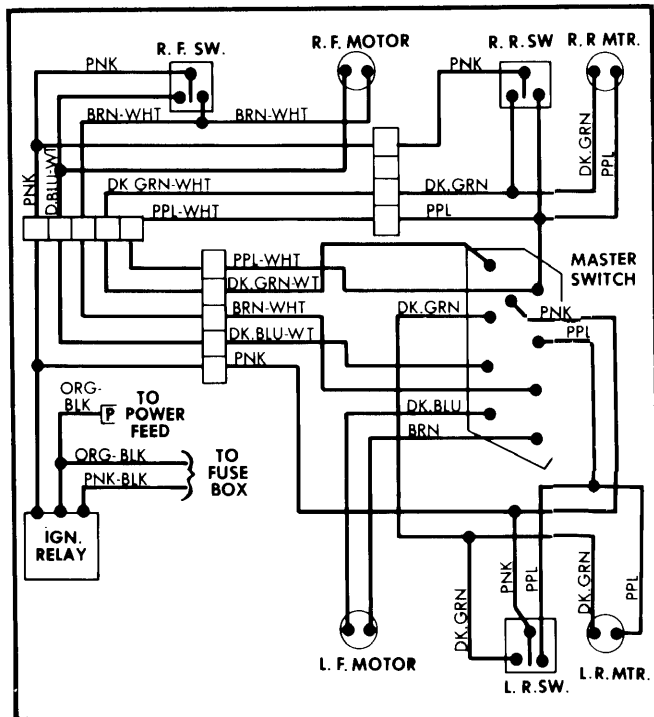 R. F. SW.
R.F. MOTOR
R. R. SW
R.R MTR.
PNK
PNK
BRN-WHT
BRN-WHT
PNK
D.BLU-WT
DK.GRN
PPL
DK GRN-WHT
DK.GRN
PPL-WHT
PPL
PPL-WHT
DK.GRN-WT
BRN-WHT
DK.BLU-WT
PNK
MASTER
SWITCH
DK.GRN
PNK
PPL
DK.BLU
BRN
ORG-
BLK
P
TO
POWER
FEED
ORG-BLK
PNK-BLK
TO
FUSE
BOX
IGN.
RELAY
DK.GRN
PNK
PPL
DK.GRN
PPL
L. F. MOTOR
L. R.SW.
L.R.MTR.